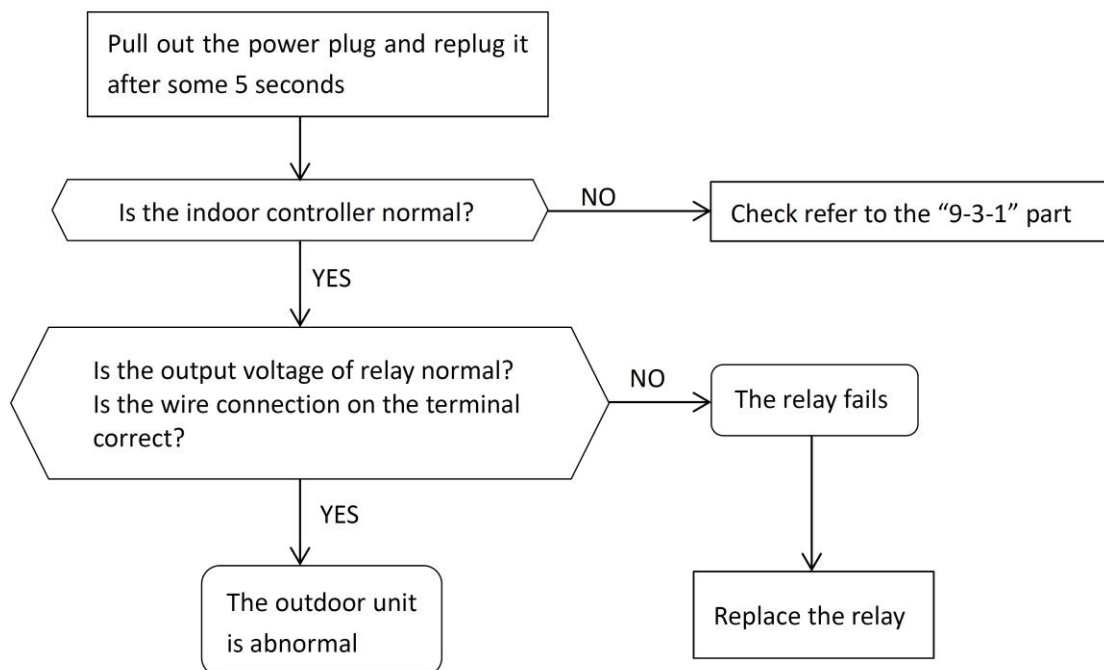 Pull out the power plug and replug it
after some 5 seconds
Is the indoor controller normal?
NO
Check refer to the “9-3-1” part
YES
Is the output voltage of relay normal?
Is the wire connection on the terminal
correct?
NO
The relay fails
YES
The outdoor unit
is abnormal
Replace the relay